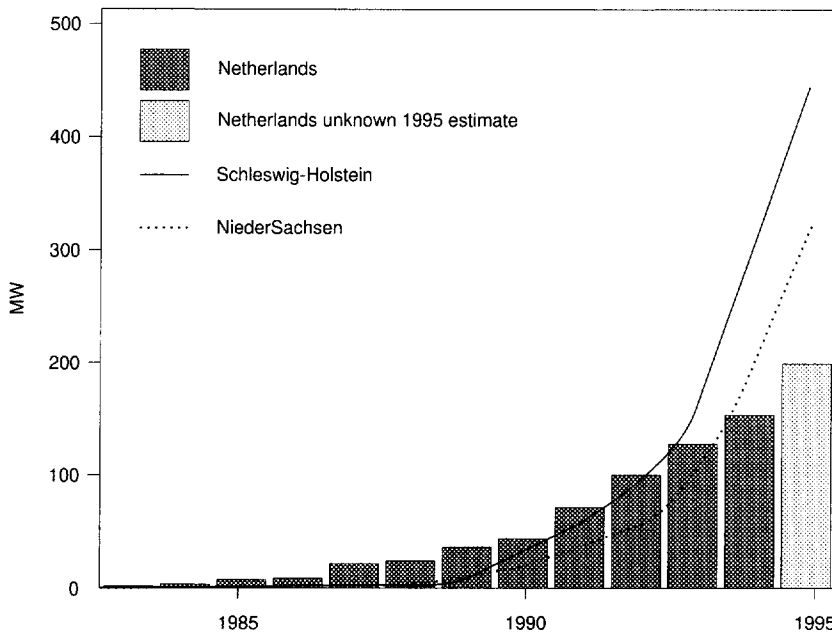 500
400
300
200
100
0
MW
Netherlands
Netherlands unknown 1995 estimate
Schleswig-Holstein
NiederSachsen
1985
1990
1995